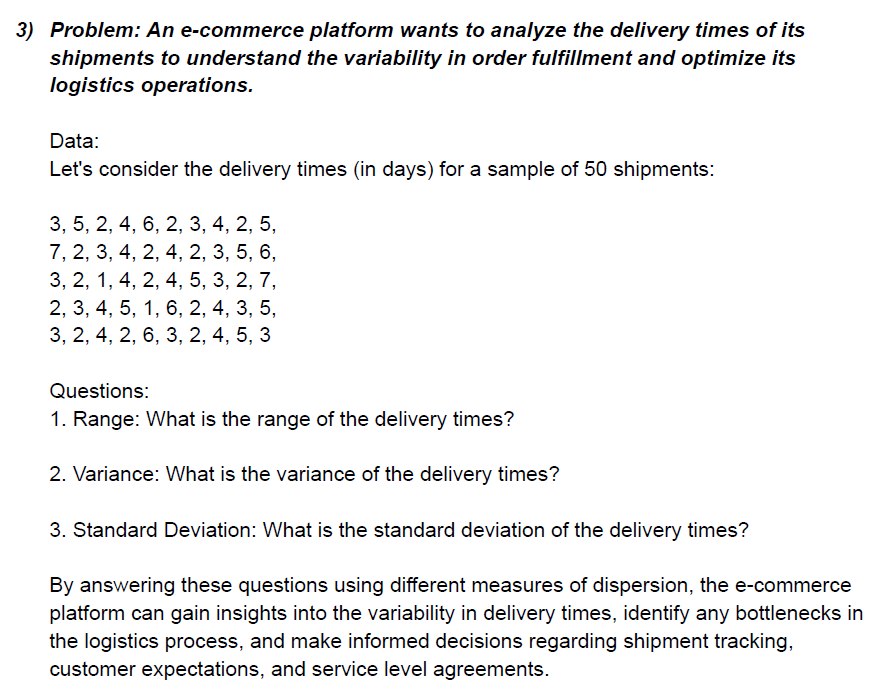 3) Problem: An e-commerce platform wants to analyze the delivery times of its
shipments to understand the variability in order fulfillment and optimize its
logistics operations.
Data:
Let's consider the delivery times (in days) for a sample of 50 shipments:
3, 5, 2, 4, 6, 2, 3, 4, 2, 5,
7, 2, 3, 4, 2, 4, 2, 3, 5, 6,
3, 2, 1, 4, 2, 4, 5, 3, 2, 7,
2, 3, 4, 5, 1, 6, 2, 4, 3, 5,
3, 2, 4, 2, 6, 3, 2, 4, 5, 3
Questions:
1. Range: What is the range of the delivery times?
2. Variance: What is the variance of the delivery times?
3. Standard Deviation: What is the standard deviation of the delivery times?
By answering these questions using different measures of dispersion, the e-commerce
platform can gain insights into the variability in delivery times, identify any bottlenecks in
the logistics process, and make informed decisions regarding shipment tracking,
customer expectations, and service level agreements.